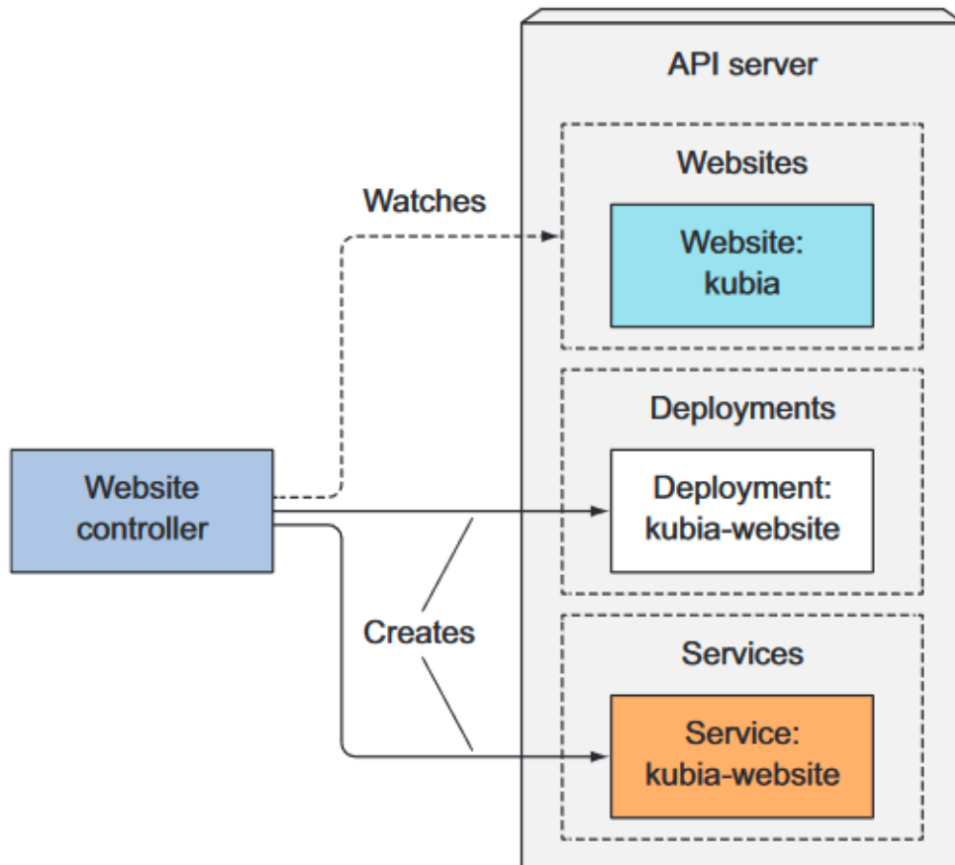 API server
Websites
Watches
Website:
kubia
Deployments
Website
controller
Deployment:
kubia-website
Creates
Services
Service:
kubia-website